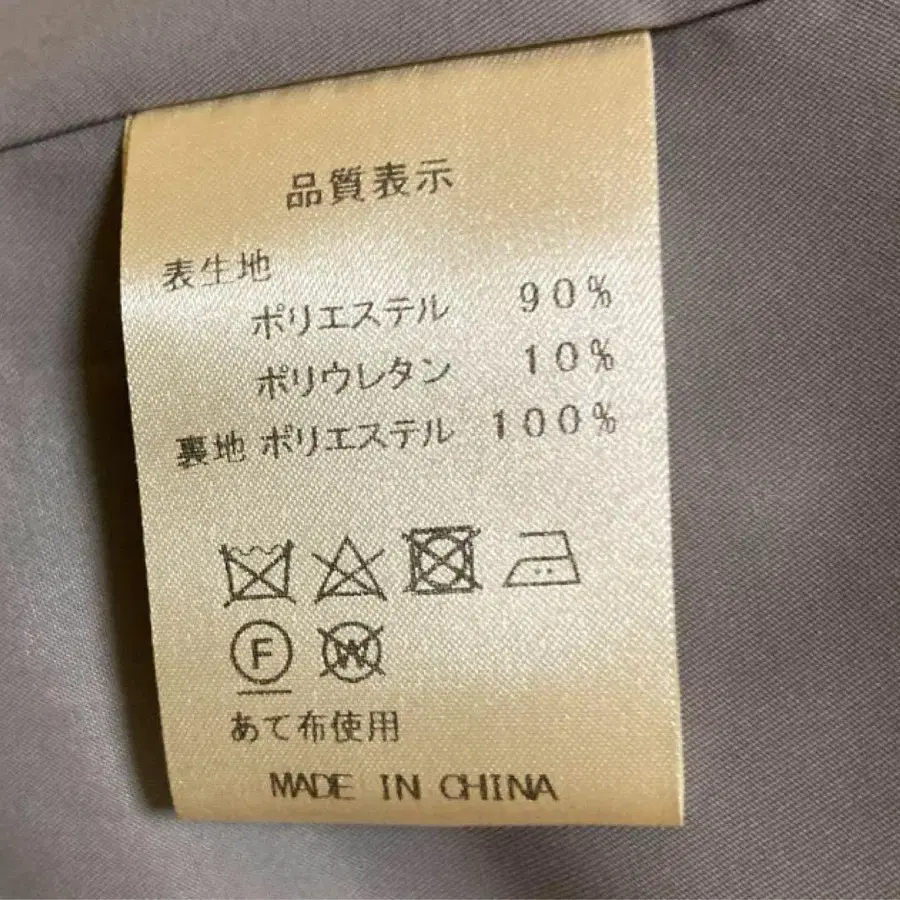 品質表示
表生地
ポリエステル 90%
ポリウレタン 10%
裏地 ポリエステル 100%
F W
あて布使用
MADE IN CHINA